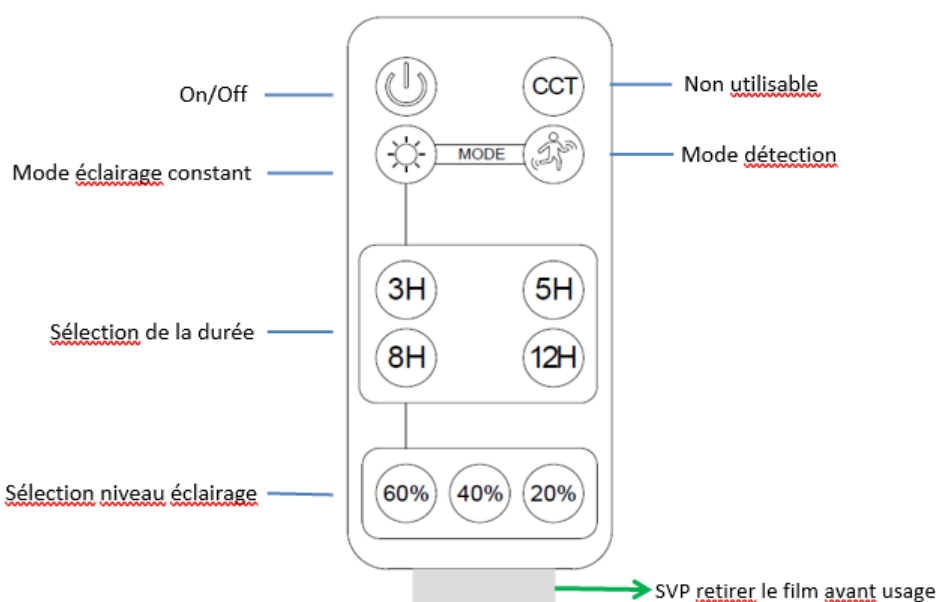 On/Off
CCT
Non utilisable
MODE
Mode éclairage constant
Mode détection
3H
5H
Sélection de la durée
8H
12H
Sélection niveau éclairage
60%
40%
20%
SVP retirer le film avant usage